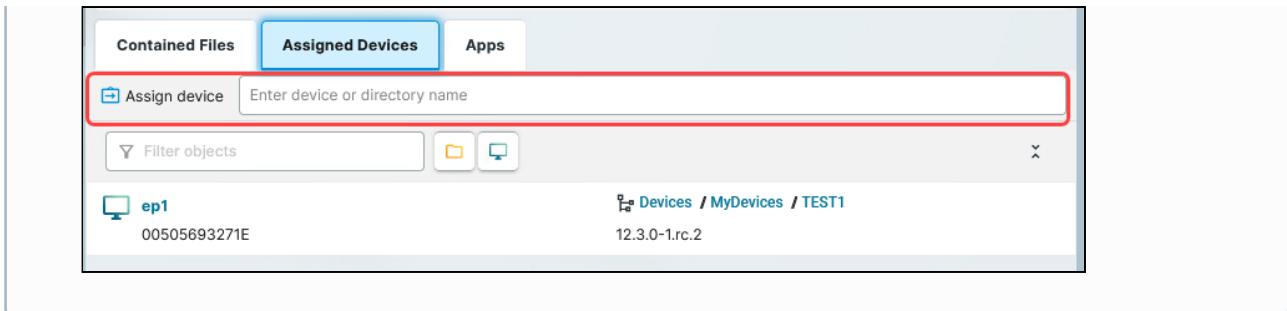 Contained Files Assigned Devices Apps
Assign device Enter device or directory name
Filter objects
ep1 Devices / MyDevices / TEST1
00505693271E 12.3.0-1.rc.2